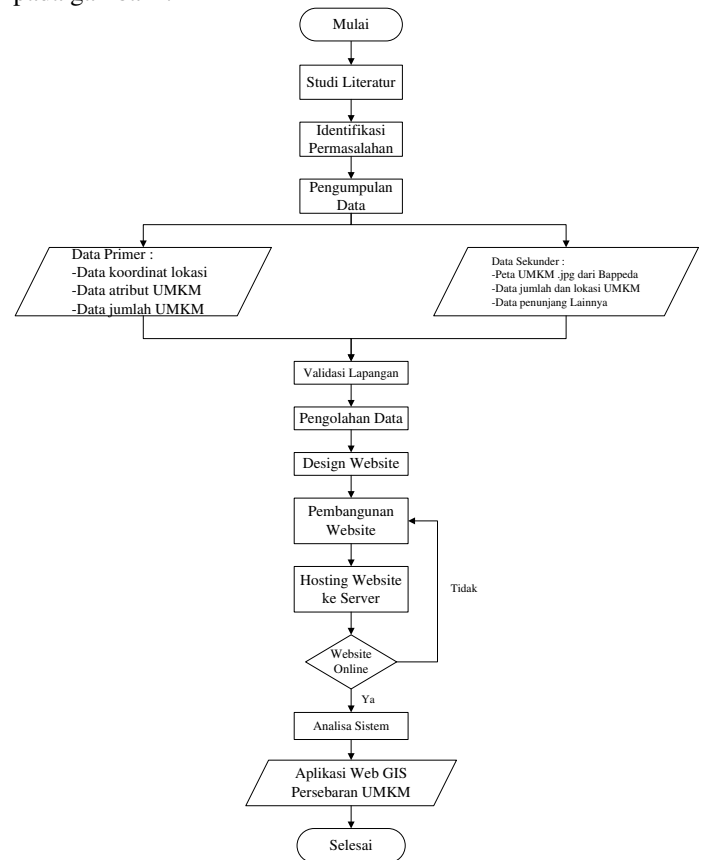 Mulai
Studi Literatur
Identifikasi
Permasalahan
Pengumpulan
Data
Data Primer :
-Data koordinat lokasi
-Data atribut UMKM
-Data jumlah UMKM
Data Sekunder :
-Peta UMKM .jpg dari Bappeda
-Data jumlah dan lokasi UMKM
-Data penunjang Lainnya
Validasi Lapangan
Pengolahan Data
Design Website
Pembangunan
Website
Hosting Website
ke Server
Tidak
Website
Online
Ya
Analisa Sistem
Aplikasi Web GIS
Persebaran UMKM
Selesai